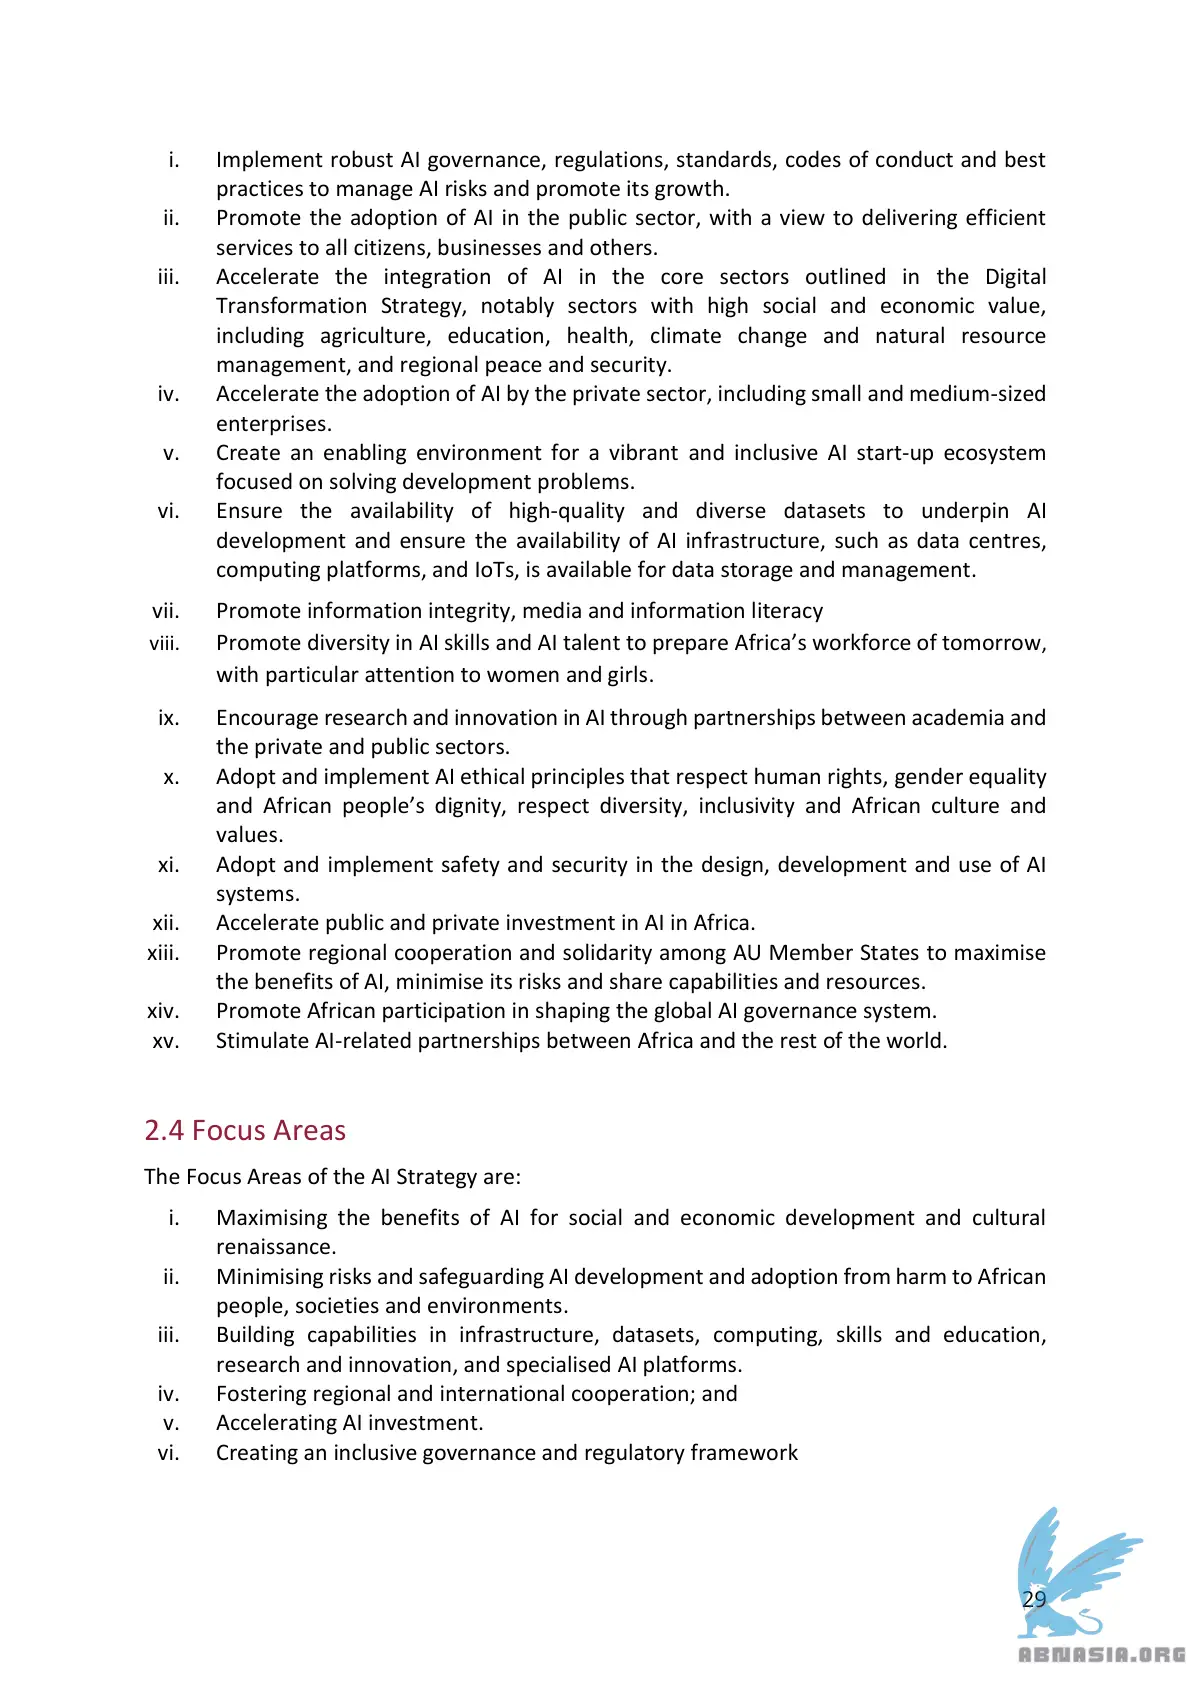 i. Implement robust AI governance, regulations, standards, codes of conduct and best
practices to manage AI risks and promote its growth.
ii. Promote the adoption of AI in the public sector, with a view to delivering efficient
services to all citizens, businesses and others.
iii. Accelerate the integration of AI in the core sectors outlined in the Digital
Transformation Strategy, notably sectors with high social and economic value,
including agriculture, education, health, climate change and natural resource
management, and regional peace and security.
iv. Accelerate the adoption of AI by the private sector, including small and medium-sized
enterprises.
v. Create an enabling environment for a vibrant and inclusive AI start-up ecosystem
focused on solving development problems.
vi. Ensure the availability of high-quality and diverse datasets to underpin AI
development and ensure the availability of AI infrastructure, such as data centres,
computing platforms, and IoTs, is available for data storage and management.
vii. Promote information integrity, media and information literacy
viii. Promote diversity in AI skills and AI talent to prepare Africa’s workforce of tomorrow,
with particular attention to women and girls.
ix. Encourage research and innovation in AI through partnerships between academia and
the private and public sectors.
x. Adopt and implement AI ethical principles that respect human rights, gender equality
and African people’s dignity, respect diversity, inclusivity and African culture and
values.
xi. Adopt and implement safety and security in the design, development and use of AI
systems.
xii. Accelerate public and private investment in AI in Africa.
xiii. Promote regional cooperation and solidarity among AU Member States to maximise
the benefits of AI, minimise its risks and share capabilities and resources.
xiv. Promote African participation in shaping the global AI governance system.
xv. Stimulate AI-related partnerships between Africa and the rest of the world.
2.4 Focus Areas
The Focus Areas of the AI Strategy are:
i. Maximising the benefits of AI for social and economic development and cultural
renaissance.
ii. Minimising risks and safeguarding AI development and adoption from harm to African
people, societies and environments.
iii. Building capabilities in infrastructure, datasets, computing, skills and education,
research and innovation, and specialised AI platforms.
iv. Fostering regional and international cooperation; and
v. Accelerating AI investment.
vi. Creating an inclusive governance and regulatory framework
29
ABNASIA.ORG